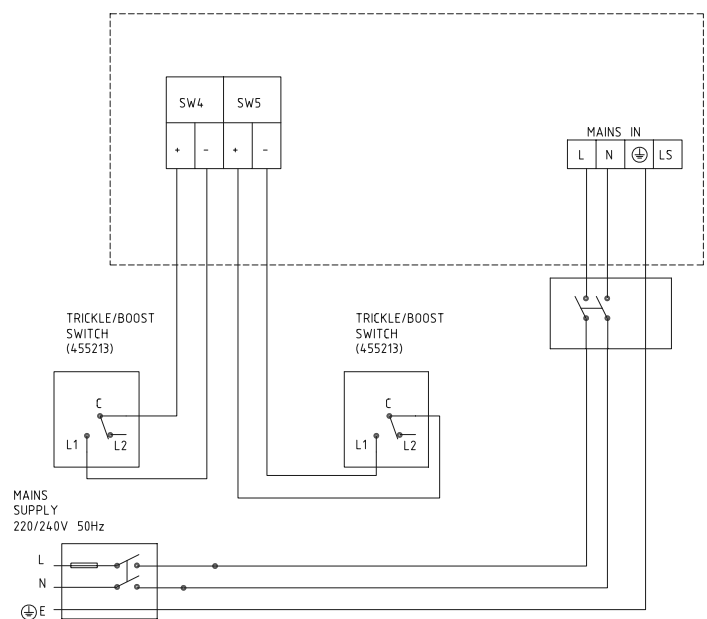 SW4 SW5
+ - + -
MAINS IN
L N LS
TRICKLE/BOOST
SWITCH
(455213)
C
L1 L2
TRICKLE/BOOST
SWITCH
(455213)
C
L1 L2
MAINS
SUPPLY
220/240V 50Hz
L
N
E